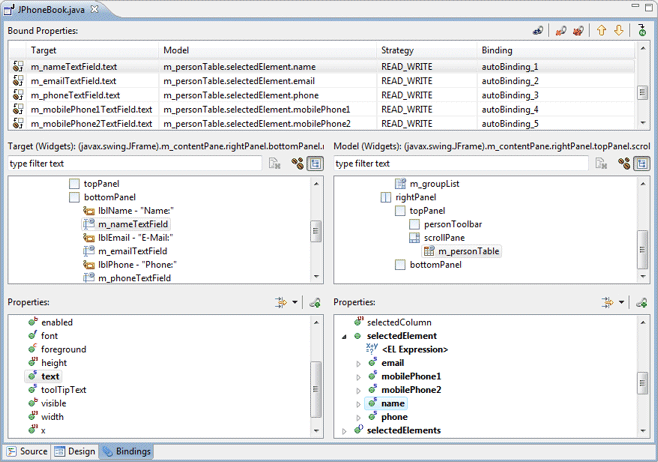 JPhoneBook.java
Bound Properties:
Target Model Strategy Binding
m_nameTextField.text m_personTable.selectedElement.name READ_WRITE autoBinding_1
m_emailTextField.text m_personTable.selectedElement.email READ_WRITE autoBinding_2
m_phoneTextField.text m_personTable.selectedElement.phone READ_WRITE autoBinding_3
m_mobilePhone1TextField.text m_personTable.selectedElement.mobilePhone1 READ_WRITE autoBinding_4
m_mobilePhone2TextField.text m_personTable.selectedElement.mobilePhone2 READ_WRITE autoBinding_5
Target (Widgets): (javax.swing.JFrame).m_contentPane.rightPanel.bottomPanel.
type filter text
topPanel
bottomPanel
lblName - "Name:"
m_nameTextField
lblEmail - "E-Mail:"
m_emailTextField
lblPhone - "Phone:"
m_phoneTextField
Model (Widgets): (javax.swing.JFrame).m_contentPane.rightPanel.topPanel.scrol
type filter text
m_groupList
rightPanel
topPanel
personToolbar
scrollPane
m_personTable
bottomPanel
Properties:
enabled
font
foreground
height
text
toolTipText
visible
width
x
Properties:
selectedColumn
selectedElement
<EL Expression>
email
mobilePhone1
mobilePhone2
name
phone
selectedElements
Source Design Bindings